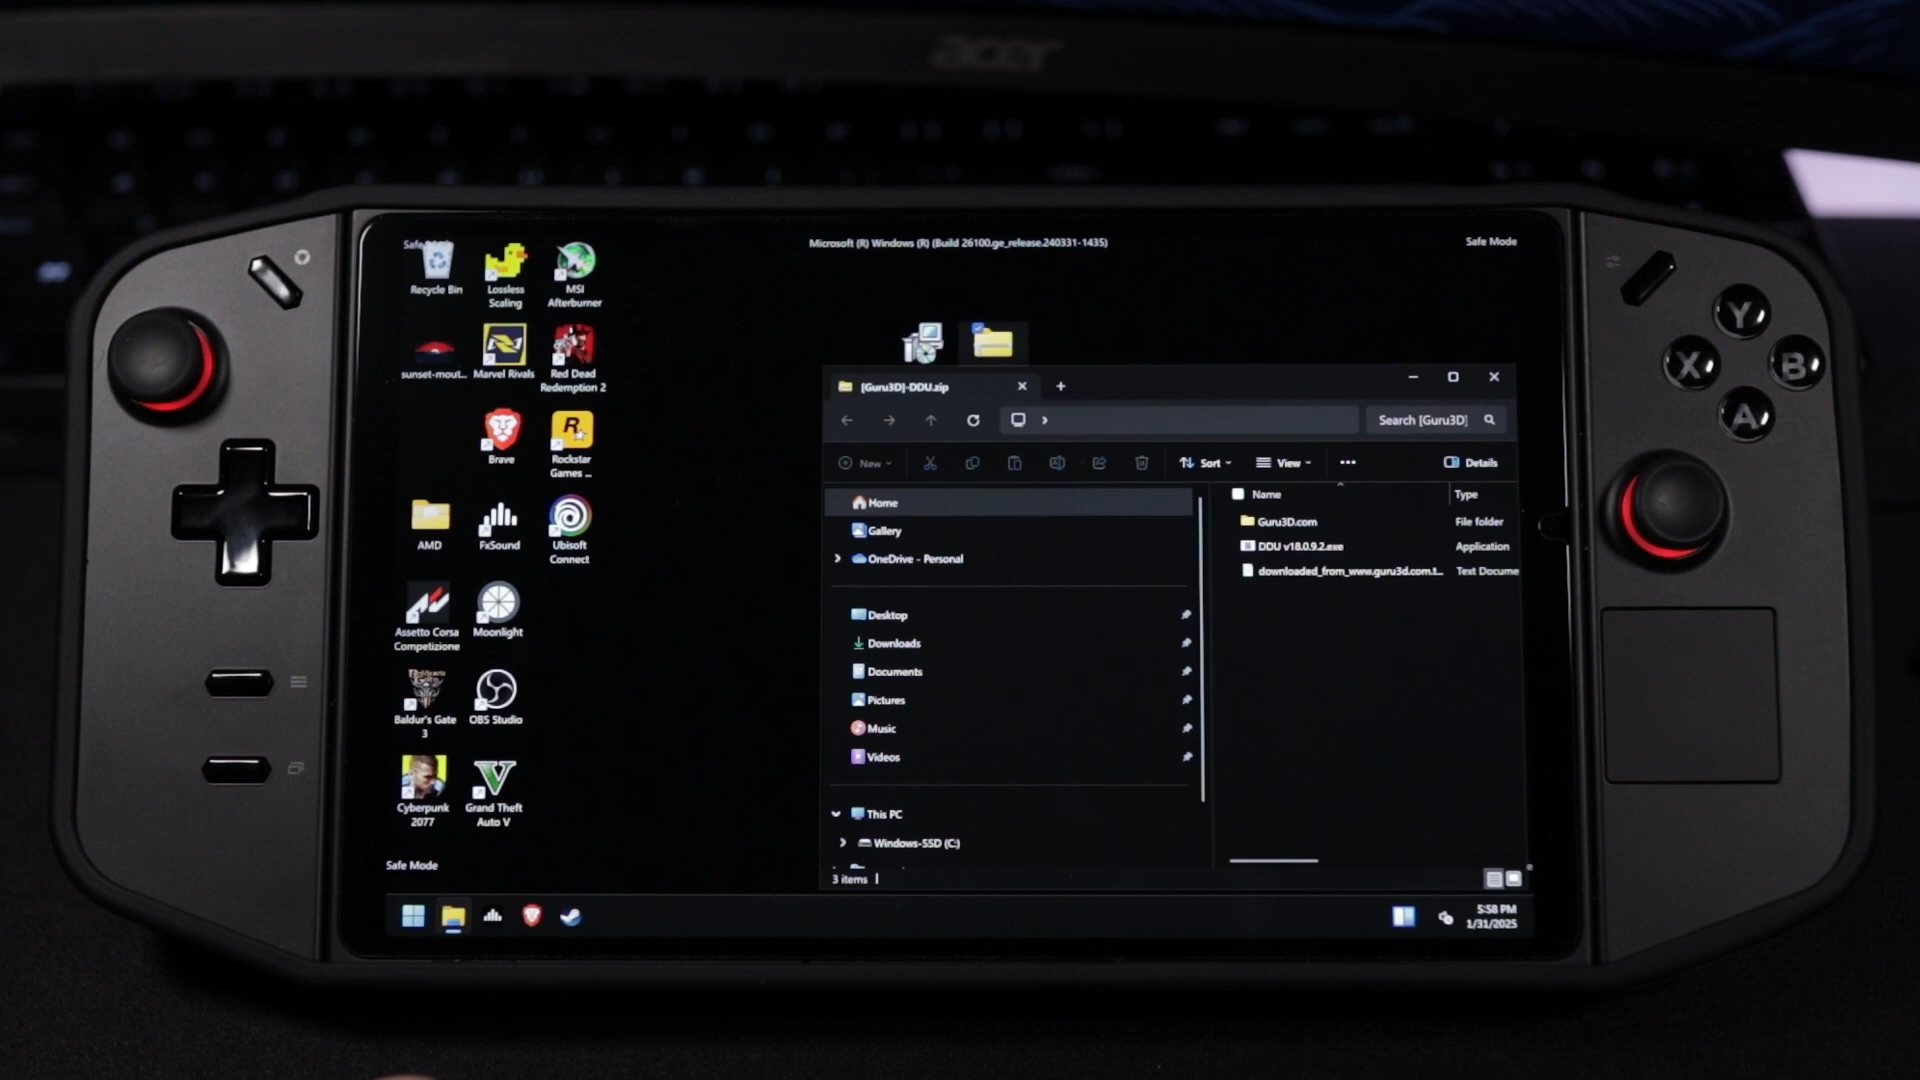 acer
Microsoft (R) Windows (R) (Build 26100.ge_release.240331-1435)
Safe Mode
Recycle Bin
Lossless
Scaling
MSI
Afterburner
sunset-mout...
Marvel Rivals
Red Dead
Redemption 2
Brave
Rockstar
Games ...
AMD
FxSound
Ubisoft
Connect
Assetto Corsa
Competizione
Moonlight
Baldur's Gate
3
OBS Studio
Cyberpunk
2077
Grand Theft
Auto V
Safe Mode
[Guru3D]-DDU.zip
Search [Guru3D]
New
Sort
View
Details
Home
Gallery
OneDrive - Personal
Desktop
Downloads
Documents
Pictures
Music
Videos
This PC
Windows-SSD (C:)
Name
Type
Guru3D.com
File folder
DDU v18.0.9.2.exe
Application
downloaded_from_www.guru3d.com.t...
Text Docume
3 items
5:58 PM
1/31/2025
Y
X
B
A